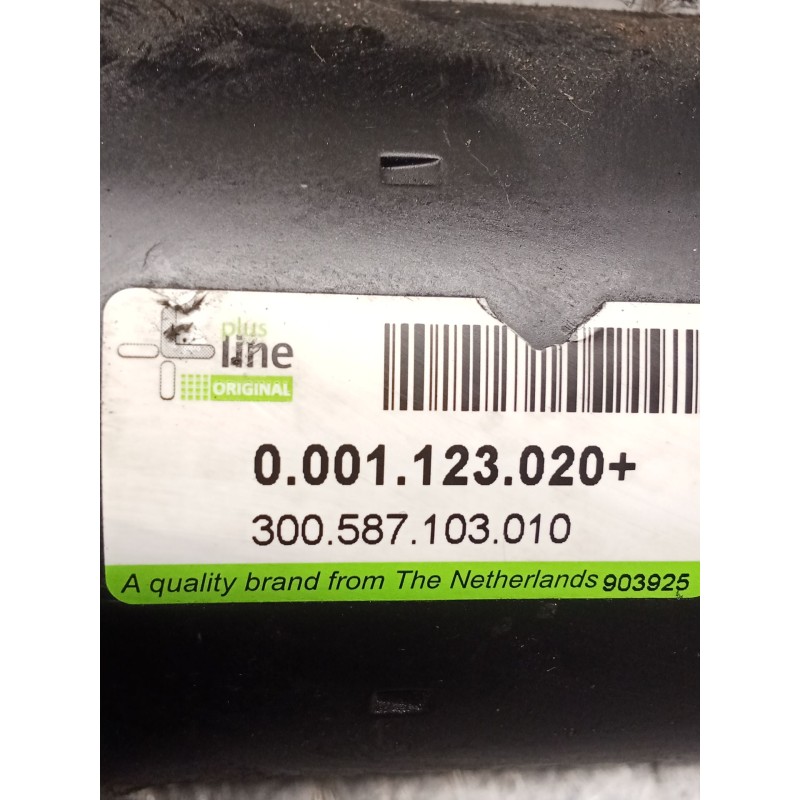 plus
line
ORIGINAL
0.001.123.020+
300.587.103.010
A quality brand from The Netherlands 903925